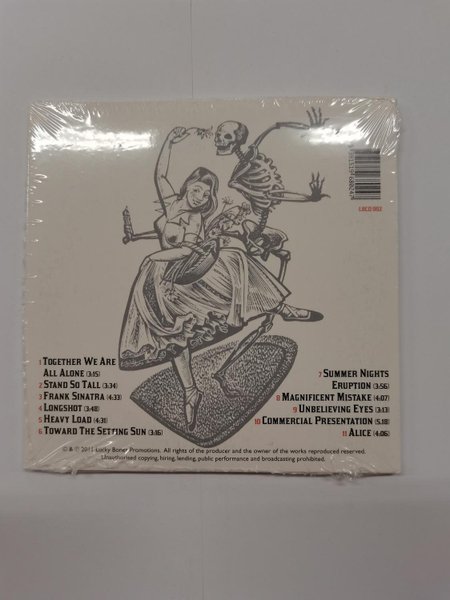 LBCD 002
1 Together We Are
All Alone (3:15)
2 Stand So Tall (3:34)
3 Frank Sinatra (4:33)
4 Longshot (3:48)
5 Heavy Load (4:31)
6 Toward The Setting Sun (3:16)
7 Summer Nights
Eruption (3:56)
8 Magnificent Mistake (4:07)
9 Unbelieving Eyes (3:13)
10 Commercial Presentation (5.18)
11 Alice (4:06)
© & ℗ Lucky Boner Promotions. All rights of the producer and the owner of the works reproduced reserved.
Unauthorised copying, hiring, lending, public performance and broadcasting prohibited.